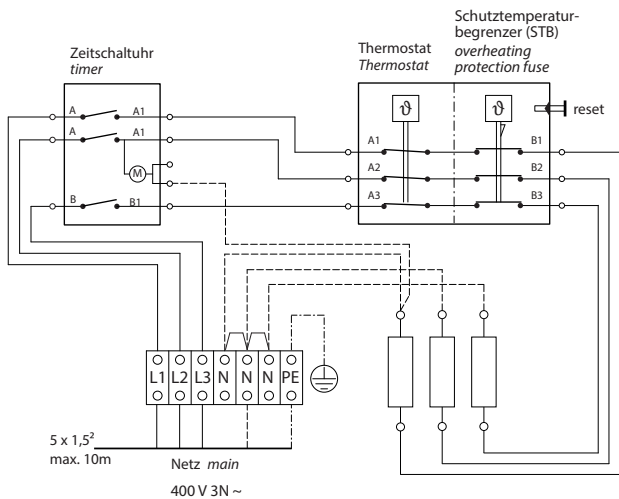 Schutztemperatur-
begrenzer (STB)
overheating
protection fuse
Zeitschaltuhr
timer
Thermostat
Thermostat
ϑ
ϑ
reset
A
A1
A
A1
M
B
B1
A1
B1
A2
B2
A3
B3
L1 L2 L3 N N N PE
5 x 1,5²
max. 10m
Netz main
400 V 3N ~